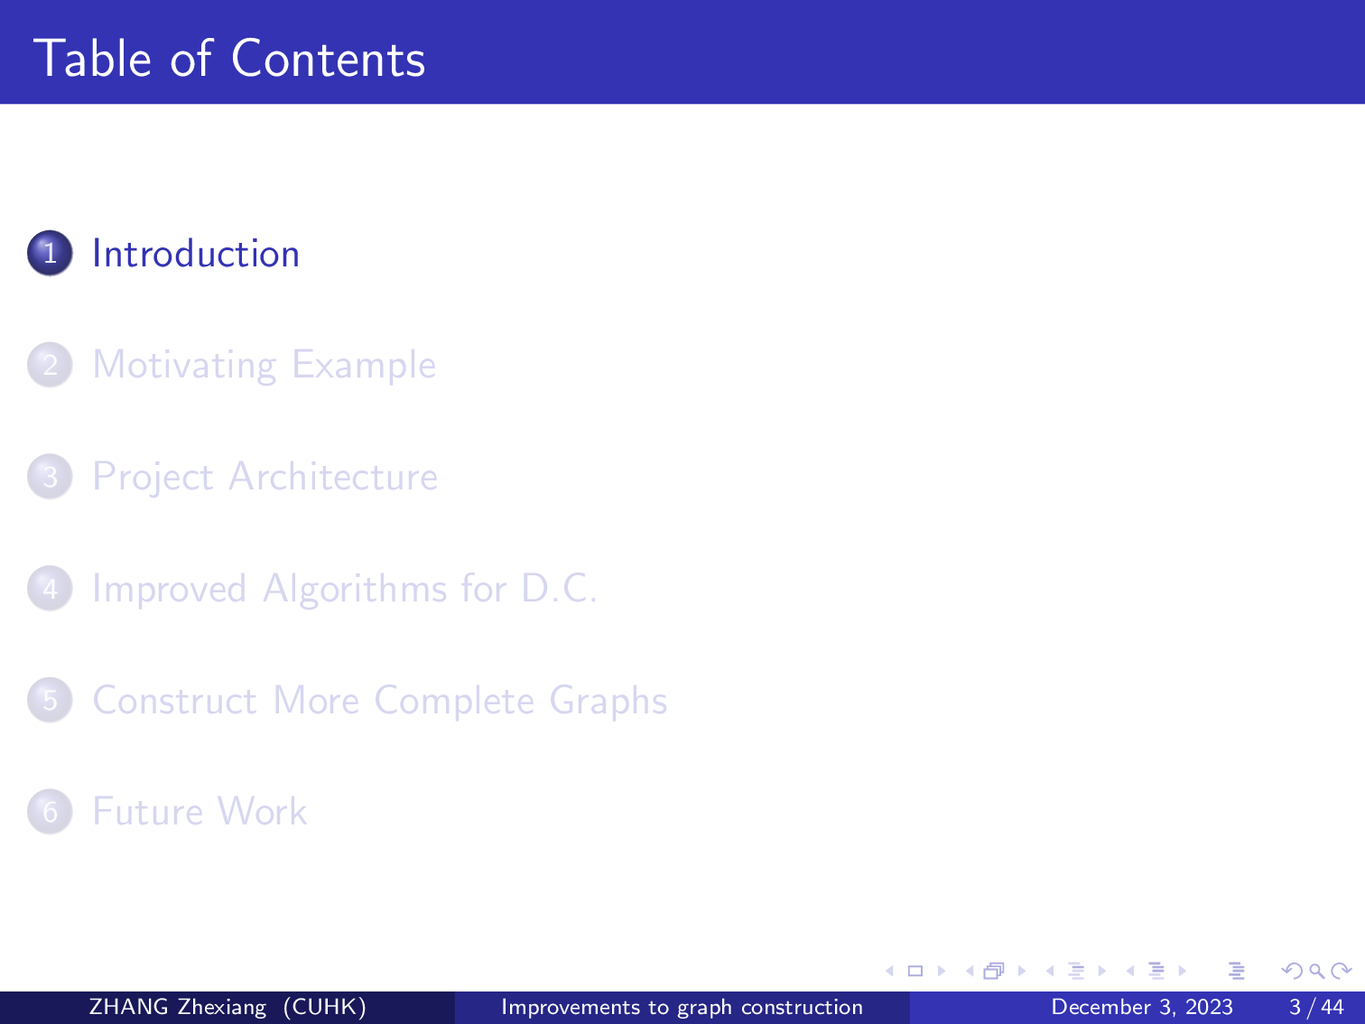 Table of Contents
1 Introduction
2 Motivating Example
3 Project Architecture
4 Improved Algorithms for D.C.
5 Construct More Complete Graphs
6 Future Work
ZHANG Zhexiang (CUHK) Improvements to graph construction December 3, 2023 3 / 44